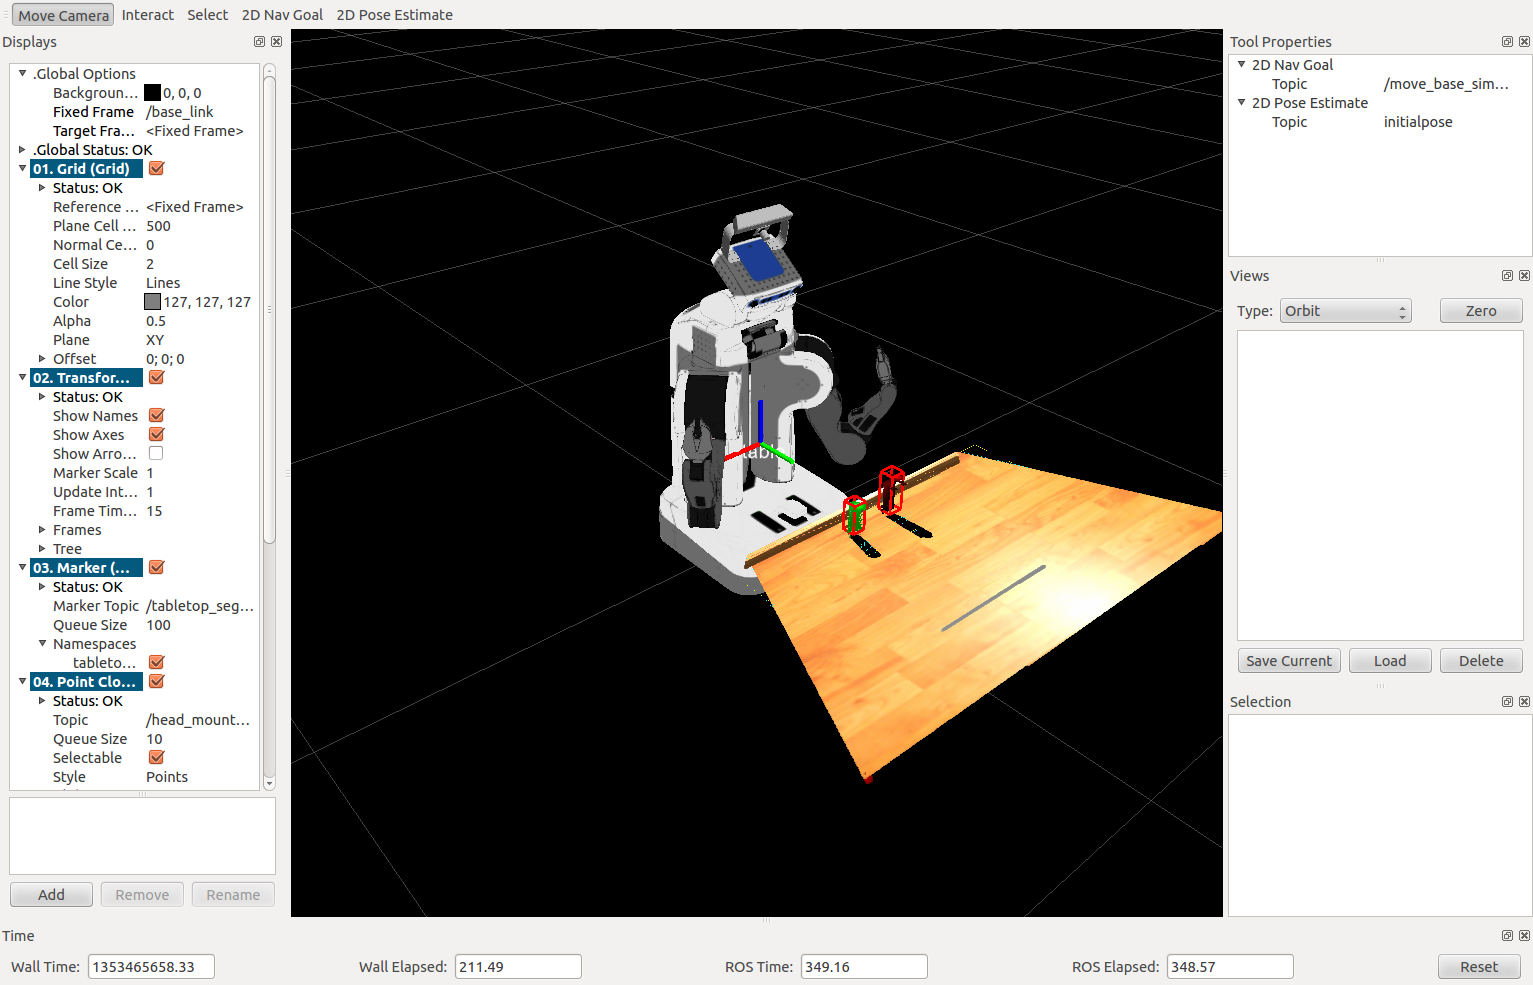 Move Camera Interact Select 2D Nav Goal 2D Pose Estimate
Displays
.Global Options
Backgroun... 0, 0, 0
Fixed Frame /base_link
Target Fra... <Fixed Frame>
.Global Status: OK
01. Grid (Grid)
Status: OK
Reference ... <Fixed Frame>
Plane Cell ... 500
Normal Ce... 0
Cell Size 2
Line Style Lines
Color 127, 127, 127
Alpha 0.5
Plane XY
Offset 0; 0; 0
02. Transfor...
Status: OK
Show Names
Show Axes
Show Arro...
Marker Scale 1
Update Int... 1
Frame Tim... 15
Frames
Tree
03. Marker (...
Status: OK
Marker Topic /tabletop_seg...
Queue Size 100
Namespaces
tableto...
04. Point Clo...
Status: OK
Topic /head_mount...
Queue Size 10
Selectable
Style Points
Add Remove Rename
Tool Properties
2D Nav Goal
Topic /move_base_sim...
2D Pose Estimate
Topic initialpose
Views
Type: Orbit Zero
Save Current Load Delete
Selection
Time
Wall Time: 1353465658.33 Wall Elapsed: 211.49 ROS Time: 349.16 ROS Elapsed: 348.57 Reset